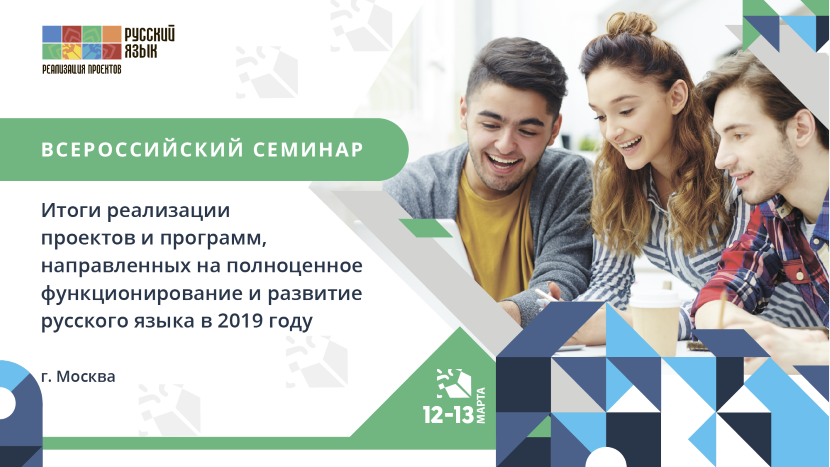 РУССКИЙ
ЯЗЫК
РЕАЛИЗАЦИЯ ПРОЕКТОВ
ВСЕРОССИЙСКИЙ СЕМИНАР
Итоги реализации
проектов и программ,
направленных на полноценное
функционирование и развитие
русского языка в 2019 году
г. Москва
12-13
МАРТА